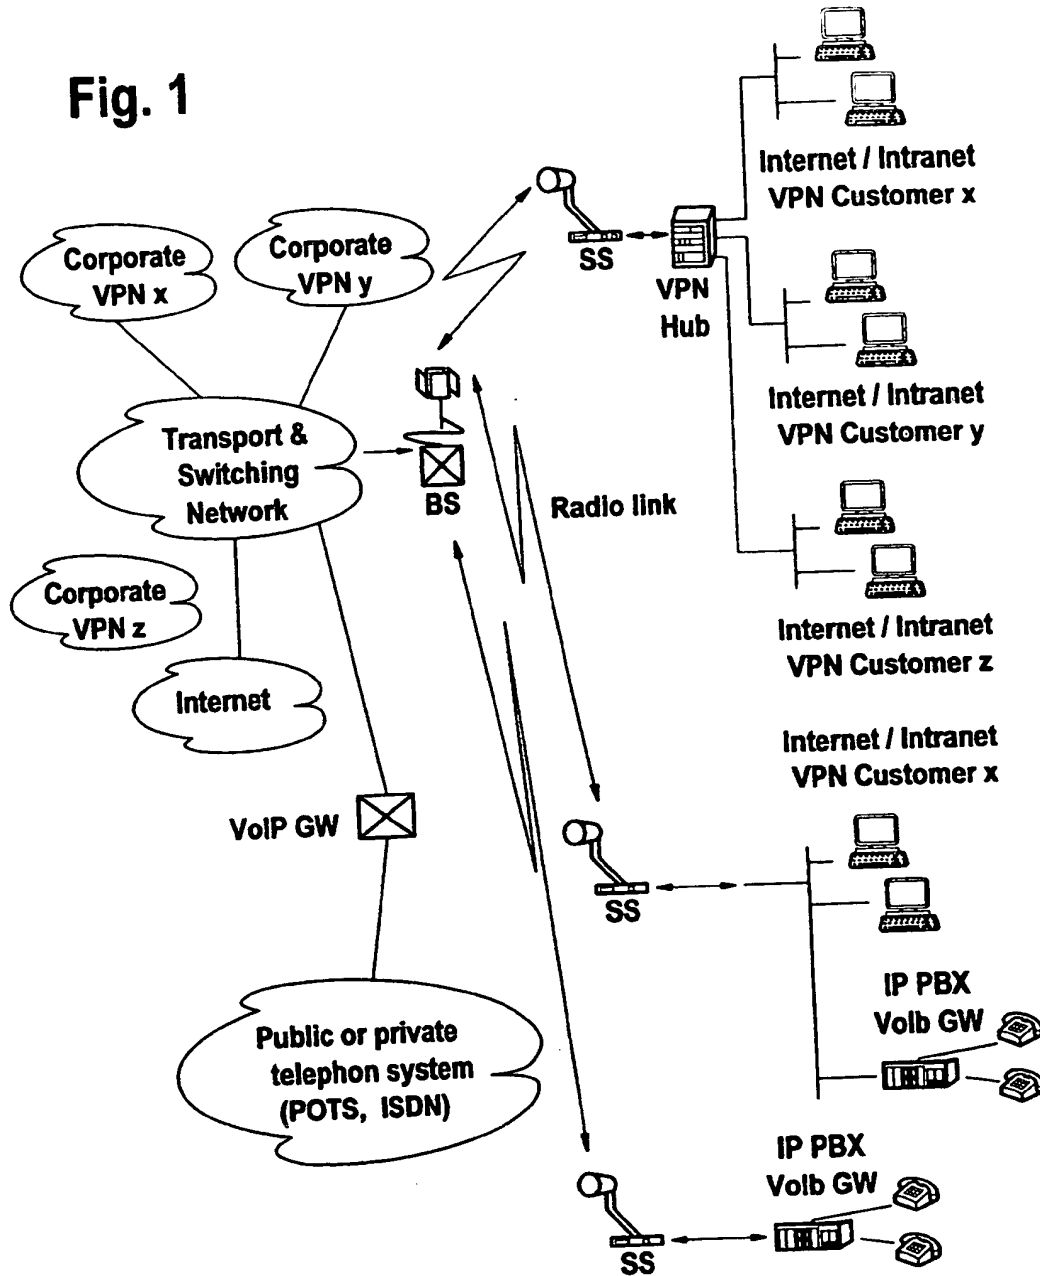 Fig. 1
Internet / Intranet
VPN Customer x
SS
VPN
Hub
Corporate
VPN x
Corporate
VPN y
Internet / Intranet
VPN Customer y
Transport &
Switching
Network
BS
Radio link
Corporate
VPN z
Internet
Internet / Intranet
VPN Customer z
Internet / Intranet
VPN Customer x
VoIP GW
SS
IP PBX
Volb GW
Public or private
telephon system
(POTS, ISDN)
IP PBX
Volb GW
SS